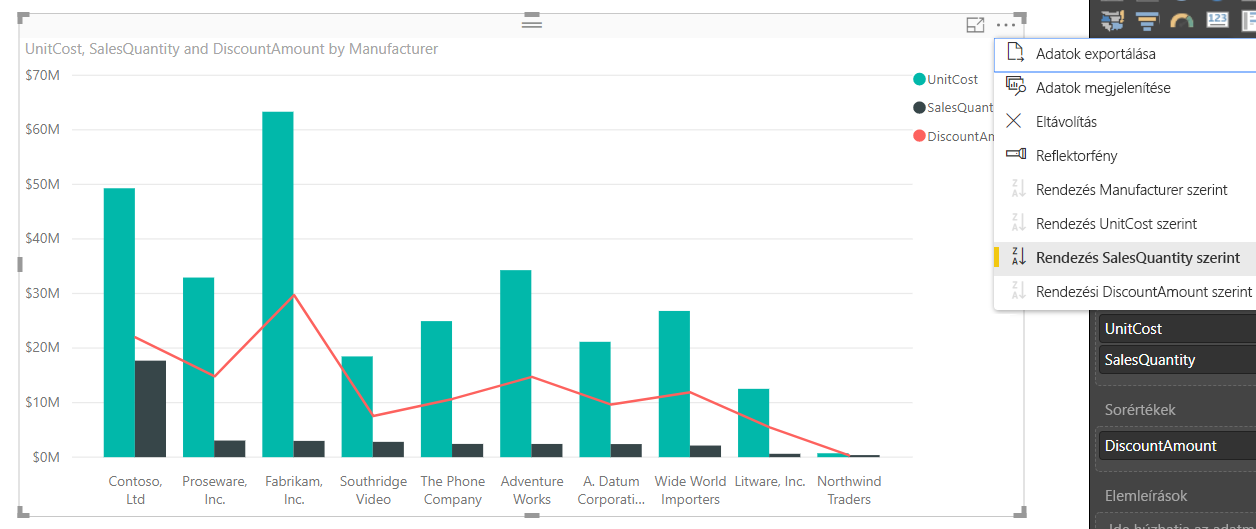 UnitCost, SalesQuantity and DiscountAmount by Manufacturer
$70M
$60M
$50M
$40M
$30M
$20M
$10M
$0M
Contoso, Ltd
Proseware, Inc.
Fabrikam, Inc.
Southridge Video
The Phone Company
Adventure Works
A. Datum Corporati...
Wide World Importers
Litware, Inc.
Northwind Traders
UnitCost
SalesQuant
DiscountAm
123
Adatok exportálása
Adatok megjelenítése
Eltávolítás
Reflektorfény
Rendezés Manufacturer szerint
Rendezés UnitCost szerint
Rendezés SalesQuantity szerint
Rendezési DiscountAmount szerint
UnitCost
SalesQuantity
Sorértékek
DiscountAmount
Elemleírások